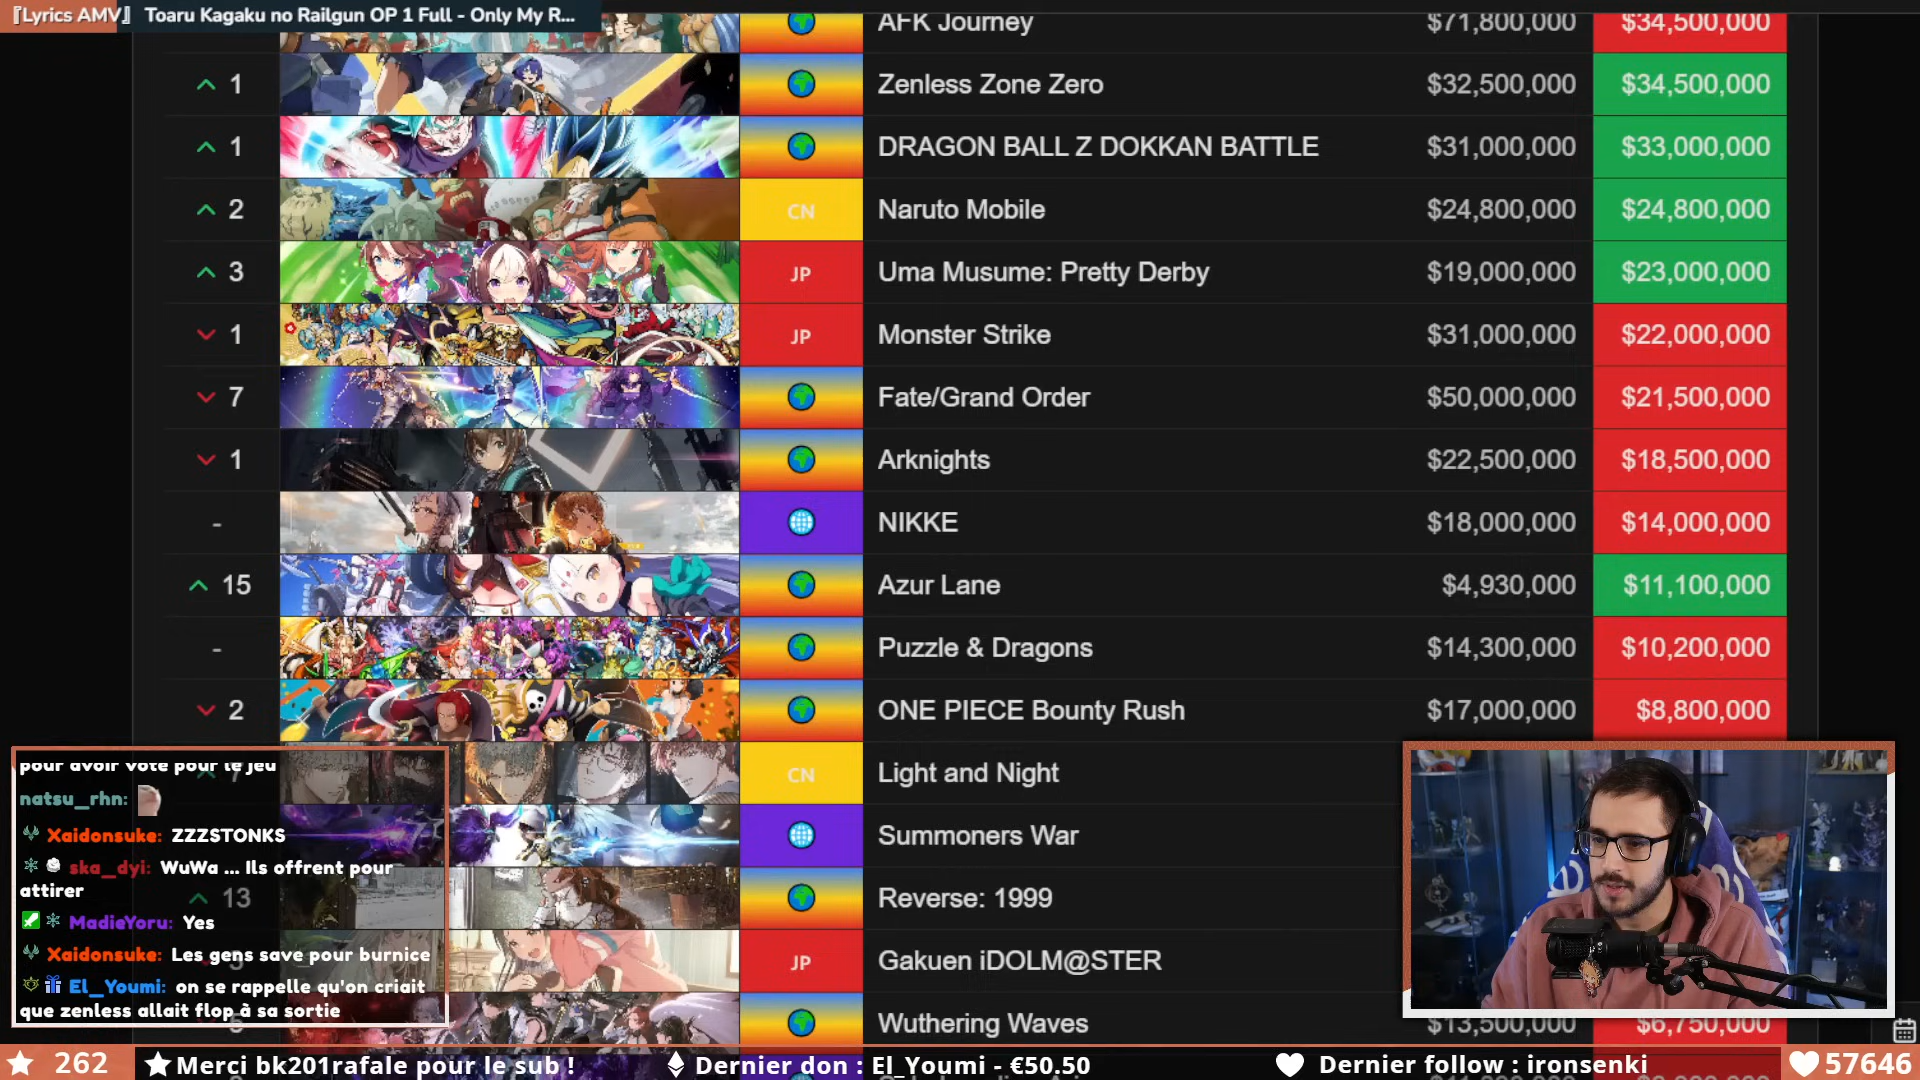 『Lyrics AMV』 Toaru Kagaku no Railgun OP 1 Full - Only My R...
AFK Journey $71,800,000 $34,500,000
1 Zenless Zone Zero $32,500,000 $34,500,000
1 DRAGON BALL Z DOKKAN BATTLE $31,000,000 $33,000,000
2 CN Naruto Mobile $24,800,000 $24,800,000
3 JP Uma Musume: Pretty Derby $19,000,000 $23,000,000
1 JP Monster Strike $31,000,000 $22,000,000
7 Fate/Grand Order $50,000,000 $21,500,000
1 Arknights $22,500,000 $18,500,000
- NIKKE $18,000,000 $14,000,000
15 Azur Lane $4,930,000 $11,100,000
- Puzzle & Dragons $14,300,000 $10,200,000
2 ONE PIECE Bounty Rush $17,000,000 $8,800,000
CN Light and Night
Summoners War
13 Reverse: 1999
JP Gakuen iDOLM@STER
Wuthering Waves $13,500,000 $6,750,000
pour avoir vote pour le jeu
natsu_rhn:
Xaidonsuke: ZZZSTONKS
ska_dyi: WuWa ... Ils offrent pour
attirer
MadieYoru: Yes
Xaidonsuke: Les gens save pour burnice
El_Youmi: on se rappelle qu'on criait
que zenless allait flop à sa sortie
262 Merci bk201rafale pour le sub ! Dernier don : El_Youmi - €50.50 Dernier follow : ironsenki 57646